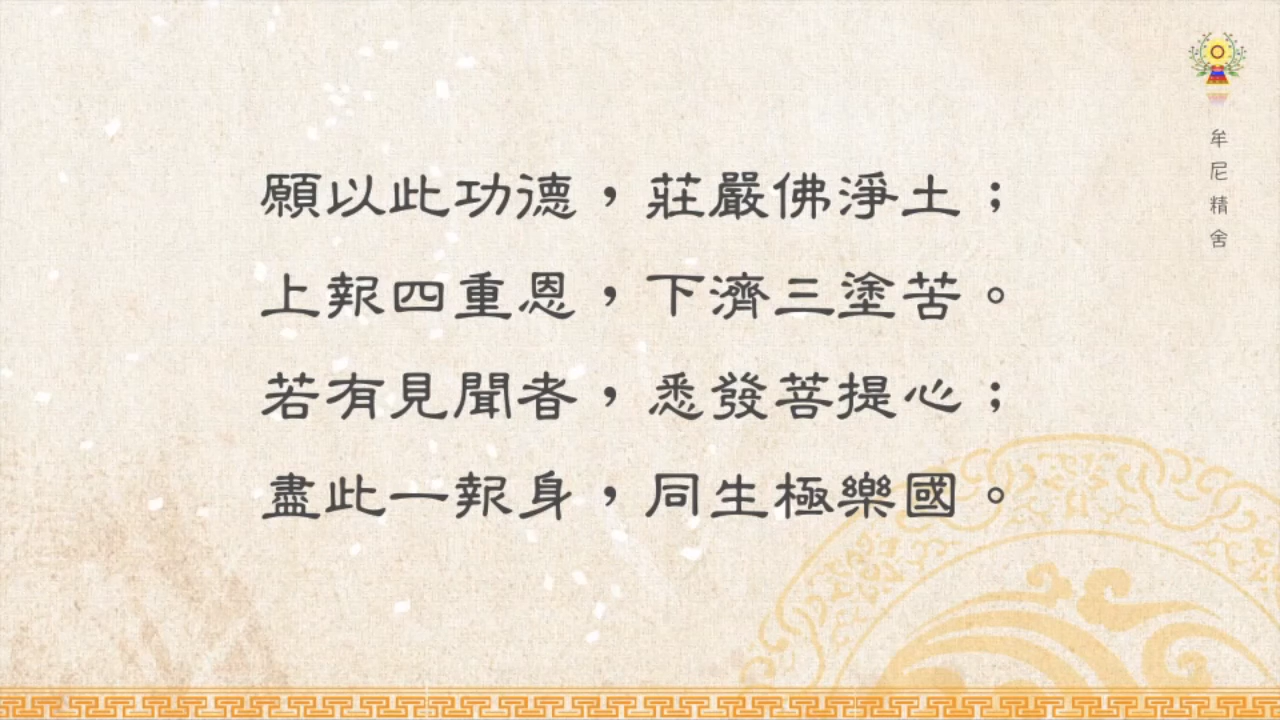 願以此功德，莊嚴佛淨土；
上報四重恩，下濟三塗苦。
若有見聞者，悉發菩提心；
盡此一報身，同生極樂國。
牟尼精舍